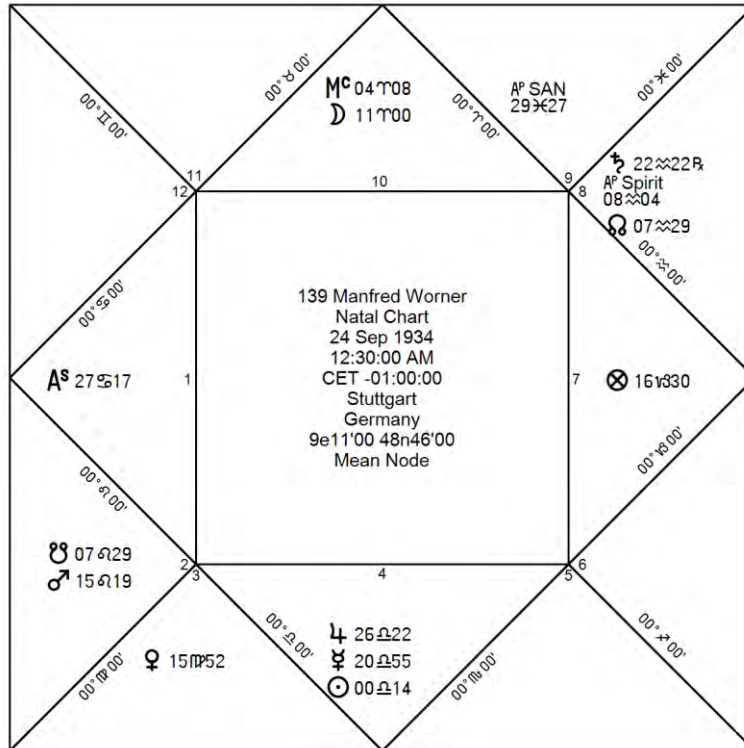 00°♊00'
00°♉00'
Mc 04♈08
☽ 11♈00
00°♈00'
AP SAN
29♓27
00°♓00'
11
12
10
9
8
♄ 22♒22℞
AP Spirit
08♒04
☊ 07♒29
00°♒00'
00°♋00'
As 27♋17
1
139 Manfred Worner
Natal Chart
24 Sep 1934
12:30:00 AM
CET -01:00:00
Stuttgart
Germany
9e11'00 48n46'00
Mean Node
7
⊗ 16♑30
00°♑00'
00°♌00'
☋ 07♌29
♂ 15♌19
2
3
4
5
6
00°♍00'
♀ 15♍52
00°♎00'
♃ 26♎22
☿ 20♎55
☉ 00♎14
00°♏00'
00°♐00'